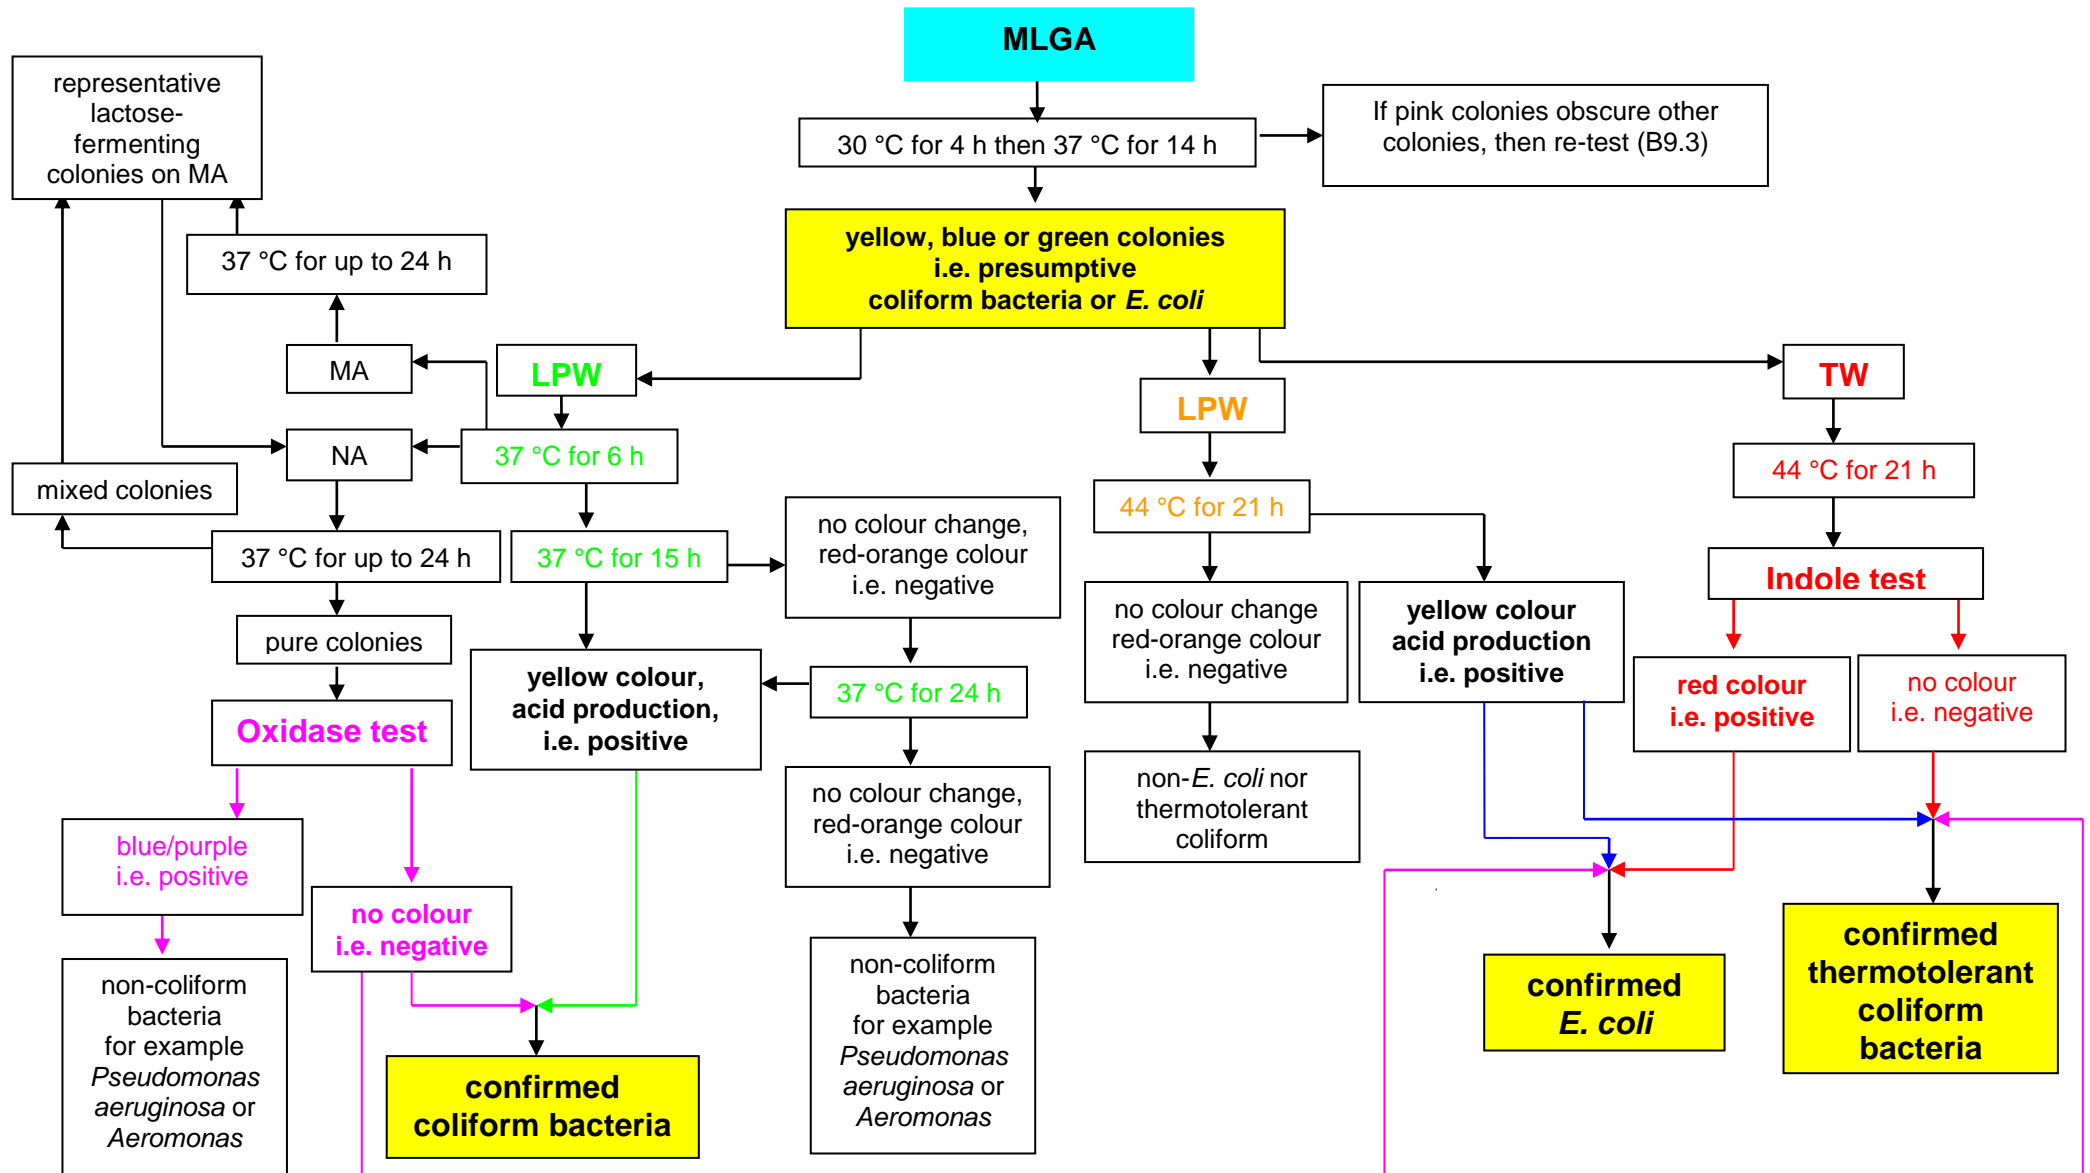 MLGA
30 °C for 4 h then 37 °C for 14 h
If pink colonies obscure other
colonies, then re-test (B9.3)
representative
lactose-
fermenting
colonies on MA
37 °C for up to 24 h
yellow, blue or green colonies
i.e. presumptive
coliform bacteria or E. coli
MA
LPW
LPW
TW
NA
37 °C for 6 h
44 °C for 21 h
44 °C for 21 h
mixed colonies
37 °C for up to 24 h
37 °C for 15 h
no colour change,
red-orange colour
i.e. negative
Indole test
pure colonies
yellow colour,
acid production,
i.e. positive
37 °C for 24 h
no colour change
red-orange colour
i.e. negative
yellow colour
acid production
i.e. positive
red colour
i.e. positive
no colour
i.e. negative
Oxidase test
blue/purple
i.e. positive
no colour
i.e. negative
no colour change,
red-orange colour
i.e. negative
non-E. coli nor
thermotolerant
coliform
non-coliform
bacteria
for example
Pseudomonas
aeruginosa or
Aeromonas
confirmed
coliform bacteria
non-coliform
bacteria
for example
Pseudomonas
aeruginosa or
Aeromonas
confirmed
E. coli
confirmed
thermotolerant
coliform
bacteria